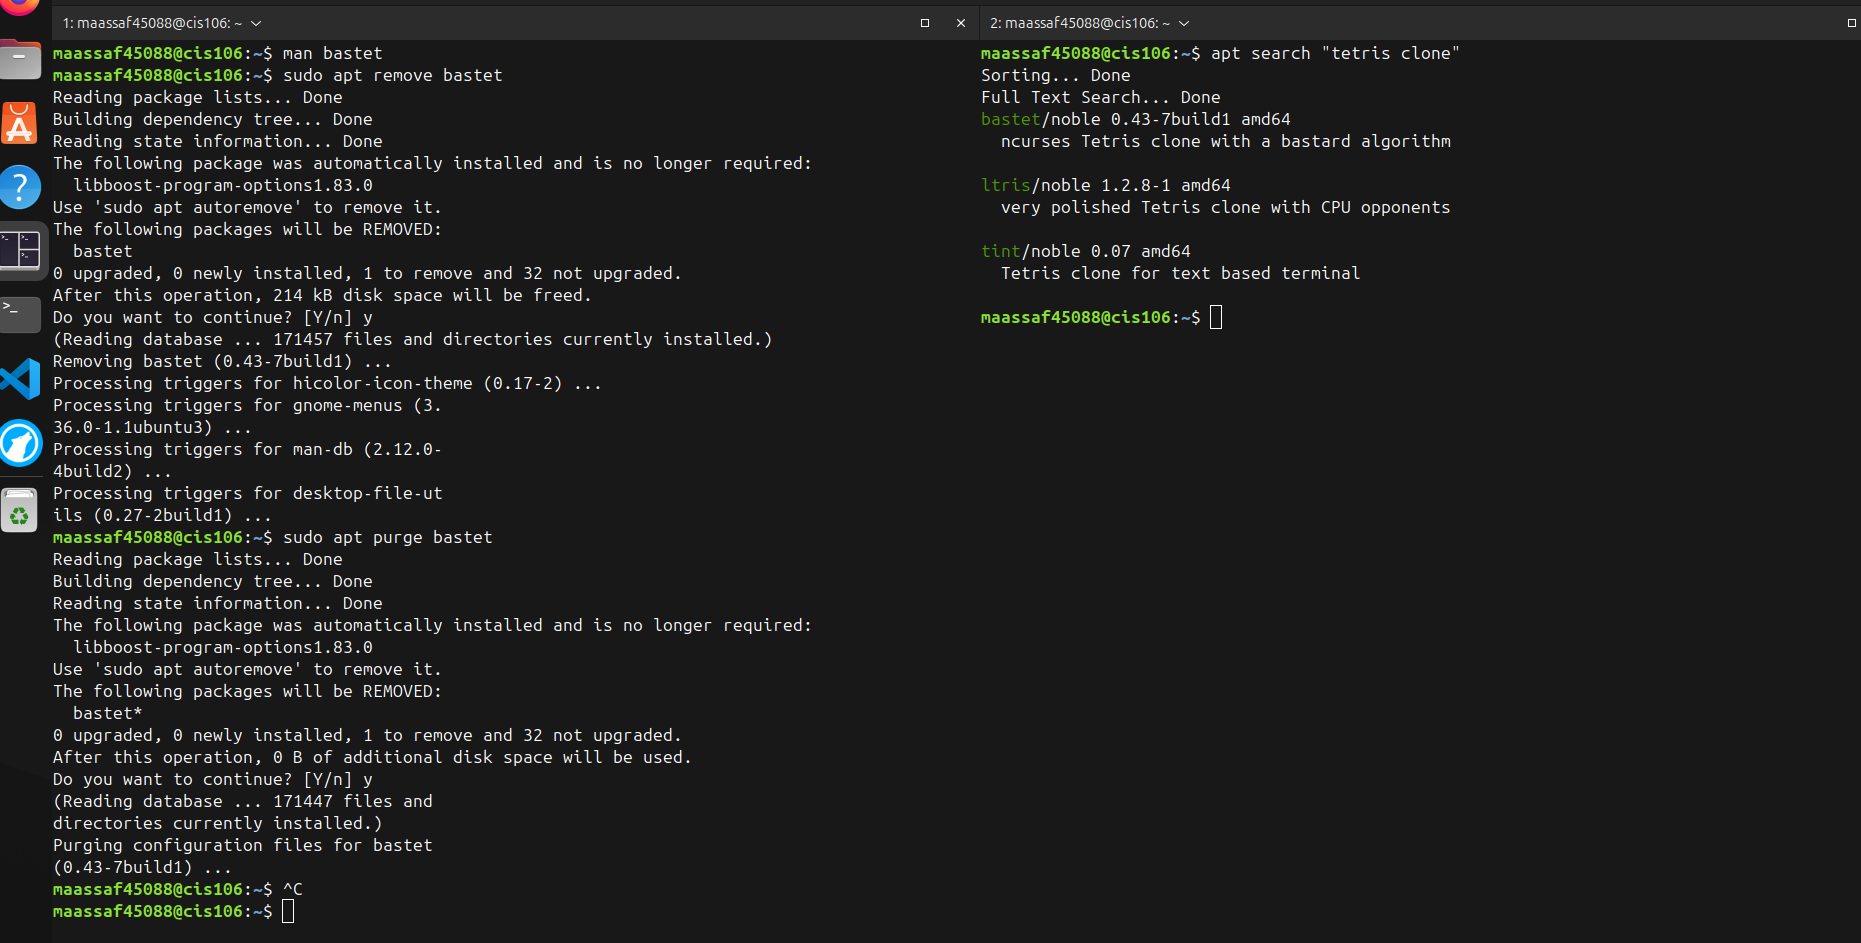 1: maassaf45088@cis106: ~
maassaf45088@cis106:~$ man bastet
maassaf45088@cis106:~$ sudo apt remove bastet
Reading package lists... Done
Building dependency tree... Done
Reading state information... Done
The following package was automatically installed and is no longer required:
  libboost-program-options1.83.0
Use 'sudo apt autoremove' to remove it.
The following packages will be REMOVED:
  bastet
0 upgraded, 0 newly installed, 1 to remove and 32 not upgraded.
After this operation, 214 kB disk space will be freed.
Do you want to continue? [Y/n] y
(Reading database ... 171457 files and directories currently installed.)
Removing bastet (0.43-7build1) ...
Processing triggers for hicolor-icon-theme (0.17-2) ...
Processing triggers for gnome-menus (3.
36.0-1.1ubuntu3) ...
Processing triggers for man-db (2.12.0-
4build2) ...
Processing triggers for desktop-file-ut
ils (0.27-2build1) ...
maassaf45088@cis106:~$ sudo apt purge bastet
Reading package lists... Done
Building dependency tree... Done
Reading state information... Done
The following package was automatically installed and is no longer required:
  libboost-program-options1.83.0
Use 'sudo apt autoremove' to remove it.
The following packages will be REMOVED:
  bastet*
0 upgraded, 0 newly installed, 1 to remove and 32 not upgraded.
After this operation, 0 B of additional disk space will be used.
Do you want to continue? [Y/n] y
(Reading database ... 171447 files and
directories currently installed.)
Purging configuration files for bastet
(0.43-7build1) ...
maassaf45088@cis106:~$ ^C
maassaf45088@cis106:~$
2: maassaf45088@cis106: ~
maassaf45088@cis106:~$ apt search "tetris clone"
Sorting... Done
Full Text Search... Done
bastet/noble 0.43-7build1 amd64
  ncurses Tetris clone with a bastard algorithm
ltris/noble 1.2.8-1 amd64
  very polished Tetris clone with CPU opponents
tint/noble 0.07 amd64
  Tetris clone for text based terminal
maassaf45088@cis106:~$